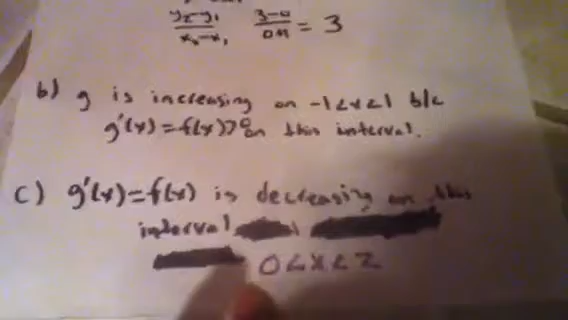 y₂-y₁ 3-0
x₂-x₁ 0+1 = 3
b) g is increasing on -1<x<1 b/c
g'(x)=f(x)>0 on this interval.
c) g'(x)=f(x) is decreasing on this
interval
0<x<2